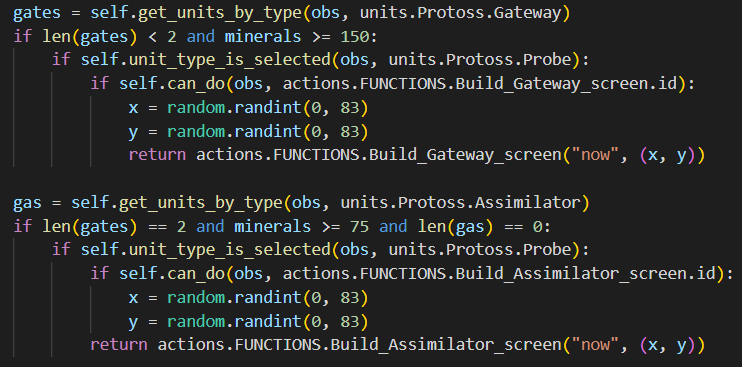 gates = self.get_units_by_type(obs, units.Protoss.Gateway)
if len(gates) < 2 and minerals >= 150:
    if self.unit_type_is_selected(obs, units.Protoss.Probe):
        if self.can_do(obs, actions.FUNCTIONS.Build_Gateway_screen.id):
            x = random.randint(0, 83)
            y = random.randint(0, 83)
            return actions.FUNCTIONS.Build_Gateway_screen("now", (x, y))

gas = self.get_units_by_type(obs, units.Protoss.Assimilator)
if len(gates) == 2 and minerals >= 75 and len(gas) == 0:
    if self.unit_type_is_selected(obs, units.Protoss.Probe):
        if self.can_do(obs, actions.FUNCTIONS.Build_Assimilator_screen.id):
            x = random.randint(0, 83)
            y = random.randint(0, 83)
        return actions.FUNCTIONS.Build_Assimilator_screen("now", (x, y))